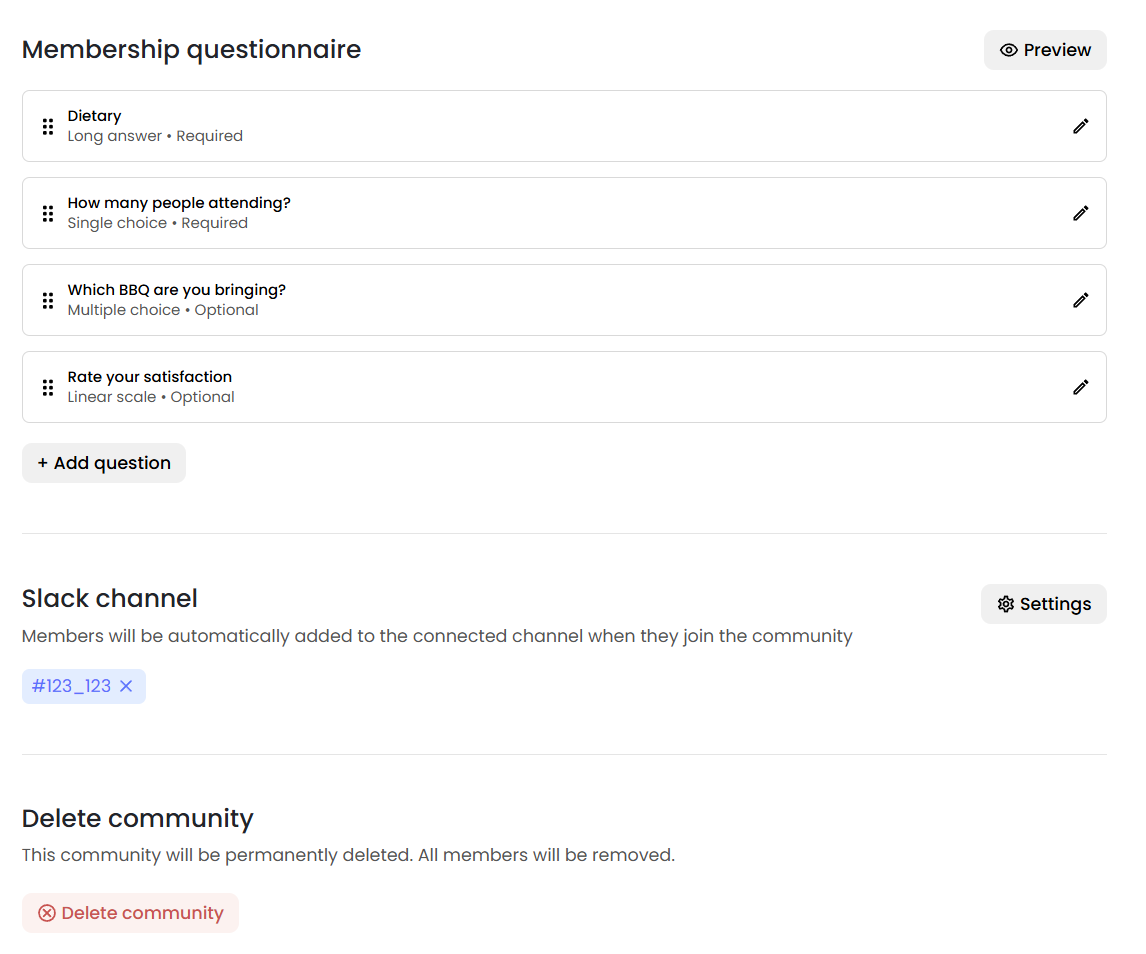 Membership questionnaire
Preview
Dietary
Long answer • Required
How many people attending?
Single choice • Required
Which BBQ are you bringing?
Multiple choice • Optional
Rate your satisfaction
Linear scale • Optional
+ Add question
Slack channel
Settings
Members will be automatically added to the connected channel when they join the community
#123_123
Delete community
This community will be permanently deleted. All members will be removed.
Delete community